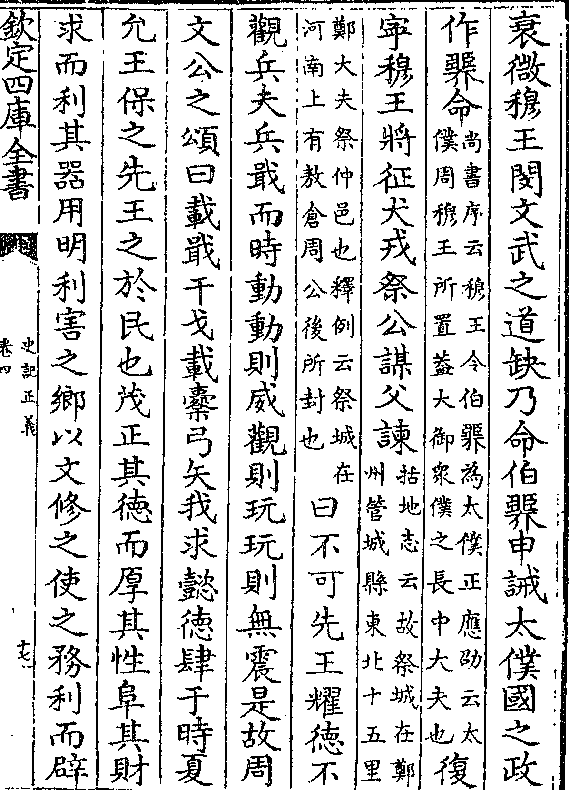 衰微穆王閔文武之道缺乃命伯臩申誡太僕國之政
作臩命
尚書序云穆王令伯臩為太僕正應劭云太
僕周穆王所置葢大御衆僕之長中大夫也
復
寕穆王將征犬戎祭公謀父諫
括地志云故祭城在鄭
州管城縣東北十五里
鄭大夫祭仲邑也釋例云祭城在
河南上有敖倉周公後所封也
曰不可先王耀徳不
觀兵夫兵戢而時動動則威觀則玩玩則無震是故周
文公之頌曰載戢干戈載櫜弓矢我求懿徳肆于時夏
允王保之先王之於民也茂正其徳而厚其性阜其財
求而利其器用明利害之鄉以文修之使之務利而辟
欽定四庫全書
史記正義
卷四
十七